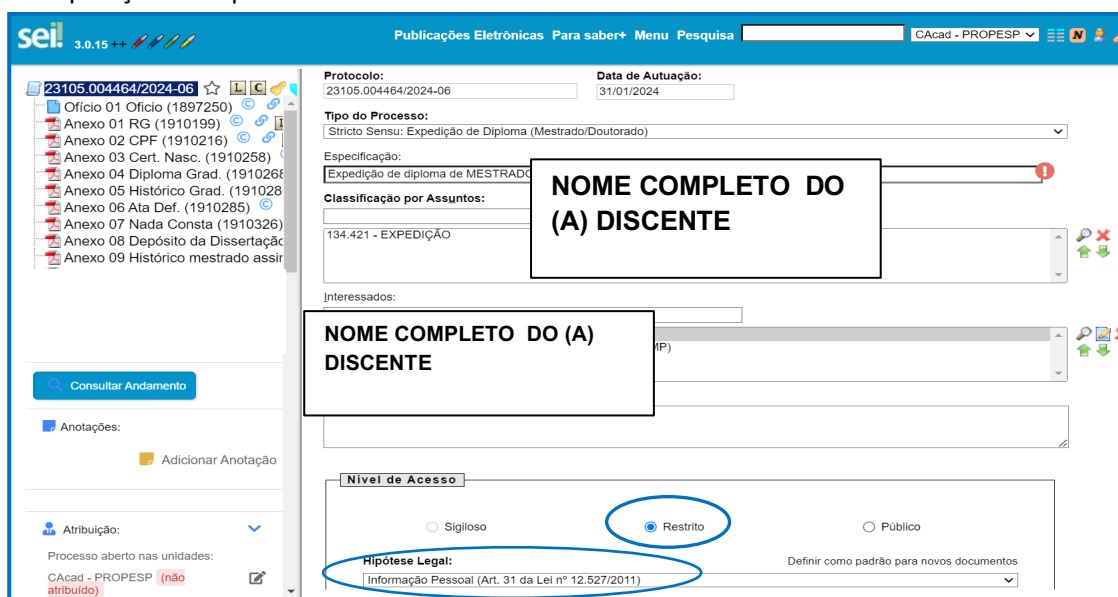 sei! 3.0.15 ++ Publicações Eletrônicas Para saber+ Menu Pesquisa CAcad - PROPESP N
23105.004464/2024-06 L C
Ofício 01 Oficio (1897250)
Anexo 01 RG (1910199)
Anexo 02 CPF (1910216)
Anexo 03 Cert. Nasc. (1910258)
Anexo 04 Diploma Grad. (1910268
Anexo 05 Histórico Grad. (191028
Anexo 06 Ata Def. (1910285)
Anexo 07 Nada Consta (1910326)
Anexo 08 Depósito da Dissertação
Anexo 09 Histórico mestrado assin
Consultar Andamento
Anotações:
Adicionar Anotação
Atribuição:
Processo aberto nas unidades:
CAcad - PROPESP (não
atribuído)
Protocolo: Data de Autuação:
23105.004464/2024-06 31/01/2024
Tipo do Processo:
Stricto Sensu: Expedição de Diploma (Mestrado/Doutorado)
Especificação:
Expedição de diploma de MESTRADO
NOME COMPLETO DO
(A) DISCENTE
Classificação por Assuntos:
134.421 - EXPEDIÇÃO
Interessados:
NOME COMPLETO DO (A)
DISCENTE
MP)
Nível de Acesso
Sigiloso Restrito Público
Hipótese Legal: Definir como padrão para novos documentos
Informação Pessoal (Art. 31 da Lei nº 12.527/2011)